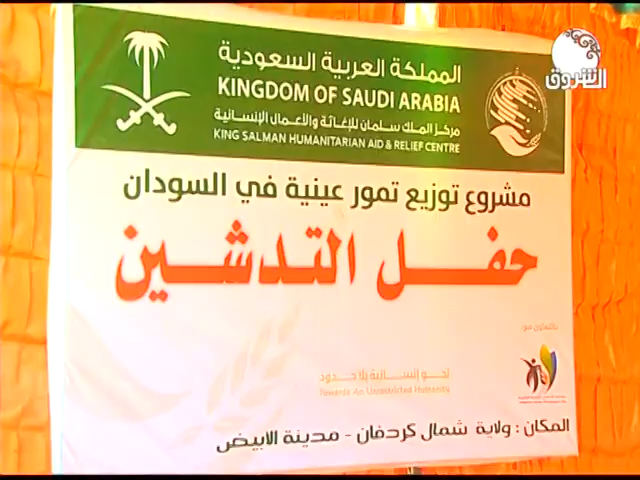 الشروق
المملكة العربية السعودية
KINGDOM OF SAUDI ARABIA
مركز الملك سلمان للإغاثة والأعمال الإنسانية
KING SALMAN HUMANITARIAN AID & RELIEF CENTRE
مشروع توزيع تمور عينية في السودان
حفل التدشين
بالتعاون مع
نحو إنسانية بلا حدود
Towards An Unrestricted Humanity
المكان : ولاية شمال كردفان - مدينة الابيض